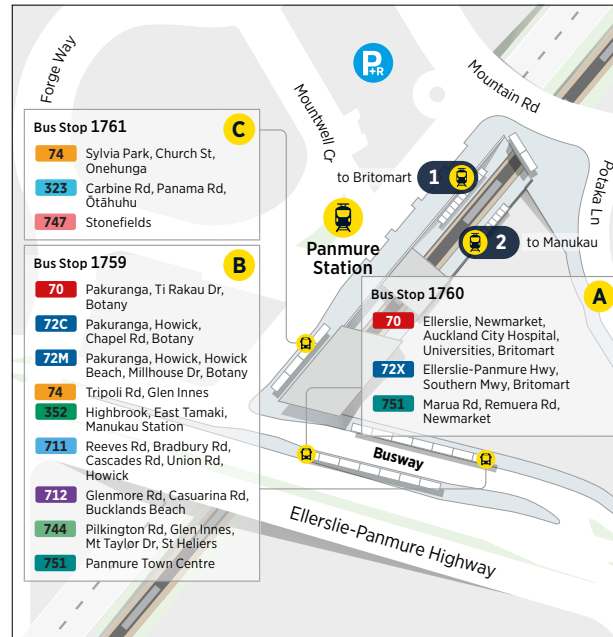 Forge Way
Mountwell Cr
P+R
Mountain Rd
Potaka Ln
Bus Stop 1761
C
74 Sylvia Park, Church St,
Onehunga
323 Carbine Rd, Panama Rd,
Ōtāhuhu
747 Stonefields
to Britomart 1
2 to Manukau
Panmure
Station
Bus Stop 1759
B
70 Pakuranga, Ti Rakau Dr,
Botany
72C Pakuranga, Howick,
Chapel Rd, Botany
72M Pakuranga, Howick, Howick
Beach, Millhouse Dr, Botany
74 Tripoli Rd, Glen Innes
352 Highbrook, East Tamaki,
Manukau Station
711 Reeves Rd, Bradbury Rd,
Cascades Rd, Union Rd,
Howick
712 Glenmore Rd, Casuarina Rd,
Bucklands Beach
744 Pilkington Rd, Glen Innes,
Mt Taylor Dr, St Heliers
751 Panmure Town Centre
Bus Stop 1760
A
70 Ellerslie, Newmarket,
Auckland City Hospital,
Universities, Britomart
72X Ellerslie-Panmure Hwy,
Southern Mwy, Britomart
751 Marua Rd, Remuera Rd,
Newmarket
Busway
Ellerslie-Panmure Highway